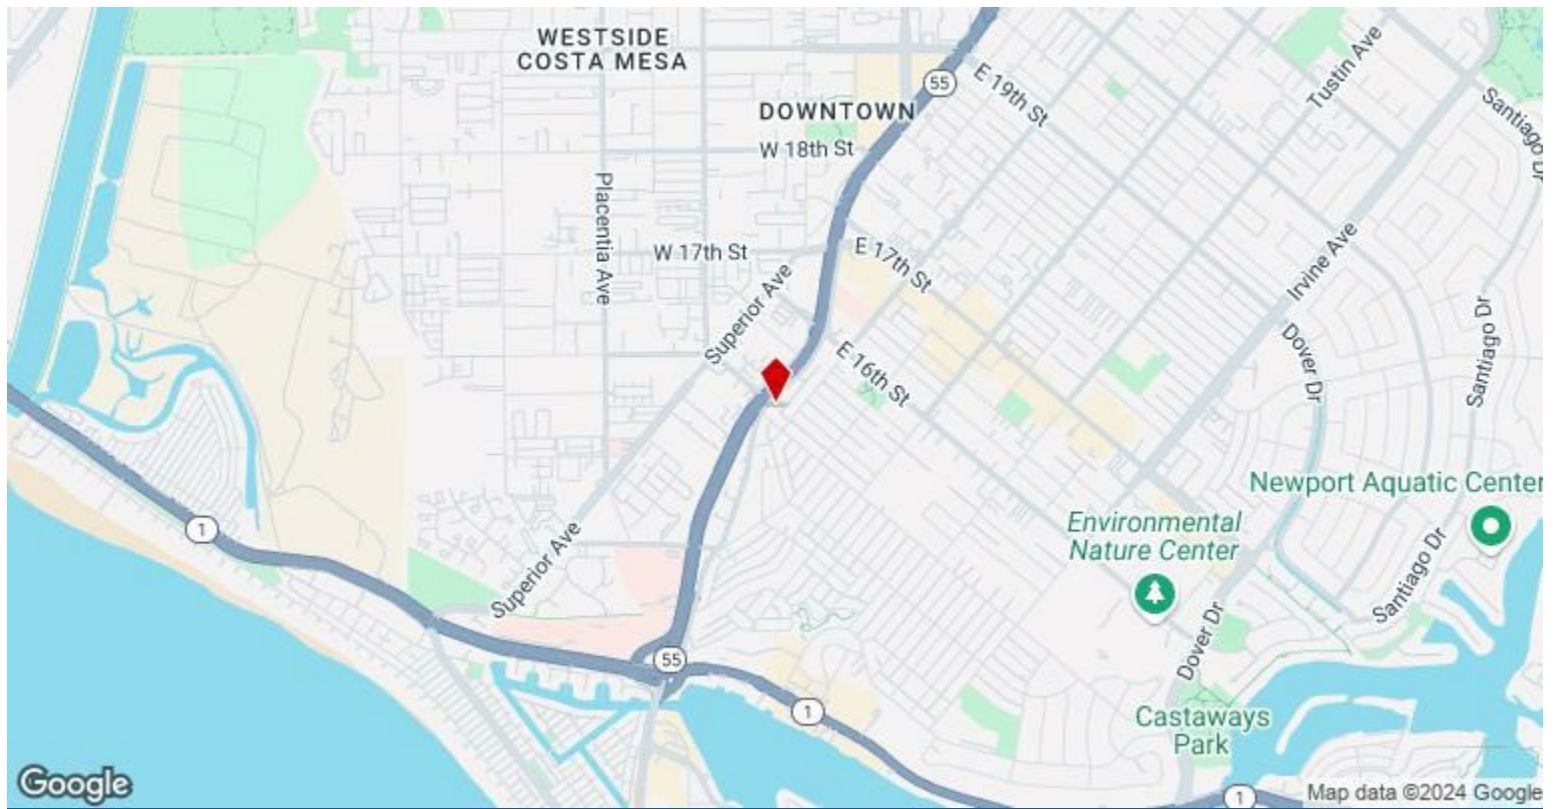 WESTSIDE
COSTA MESA
DOWNTOWN
55
E 19th St
Tustin Ave
Santiago Dr
W 18th St
Placentia Ave
W 17th St
E 17th St
Superior Ave
Irvine Ave
E 16th St
Dover Dr
Santiago Dr
Newport Aquatic Center
Environmental
Nature Center
1
Superior Ave
Santiago Dr
Dover Dr
55
1
Castaways
Park
Google
1
Map data ©2024 Google